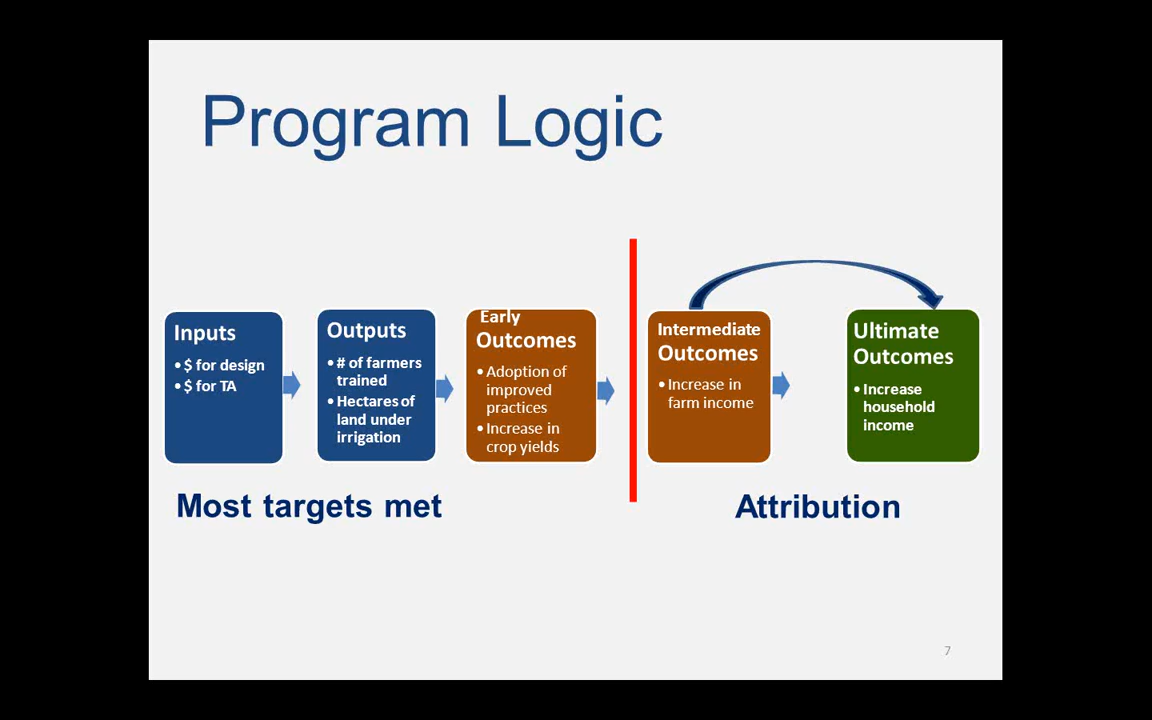 Program Logic
Inputs
• $ for design
• $ for TA
Outputs
• # of farmers
trained
• Hectares of
land under
irrigation
Early
Outcomes
• Adoption of
improved
practices
• Increase in
crop yields
Intermediate
Outcomes
• Increase in
farm income
Ultimate
Outcomes
• Increase
household
income
Most targets met
Attribution
7